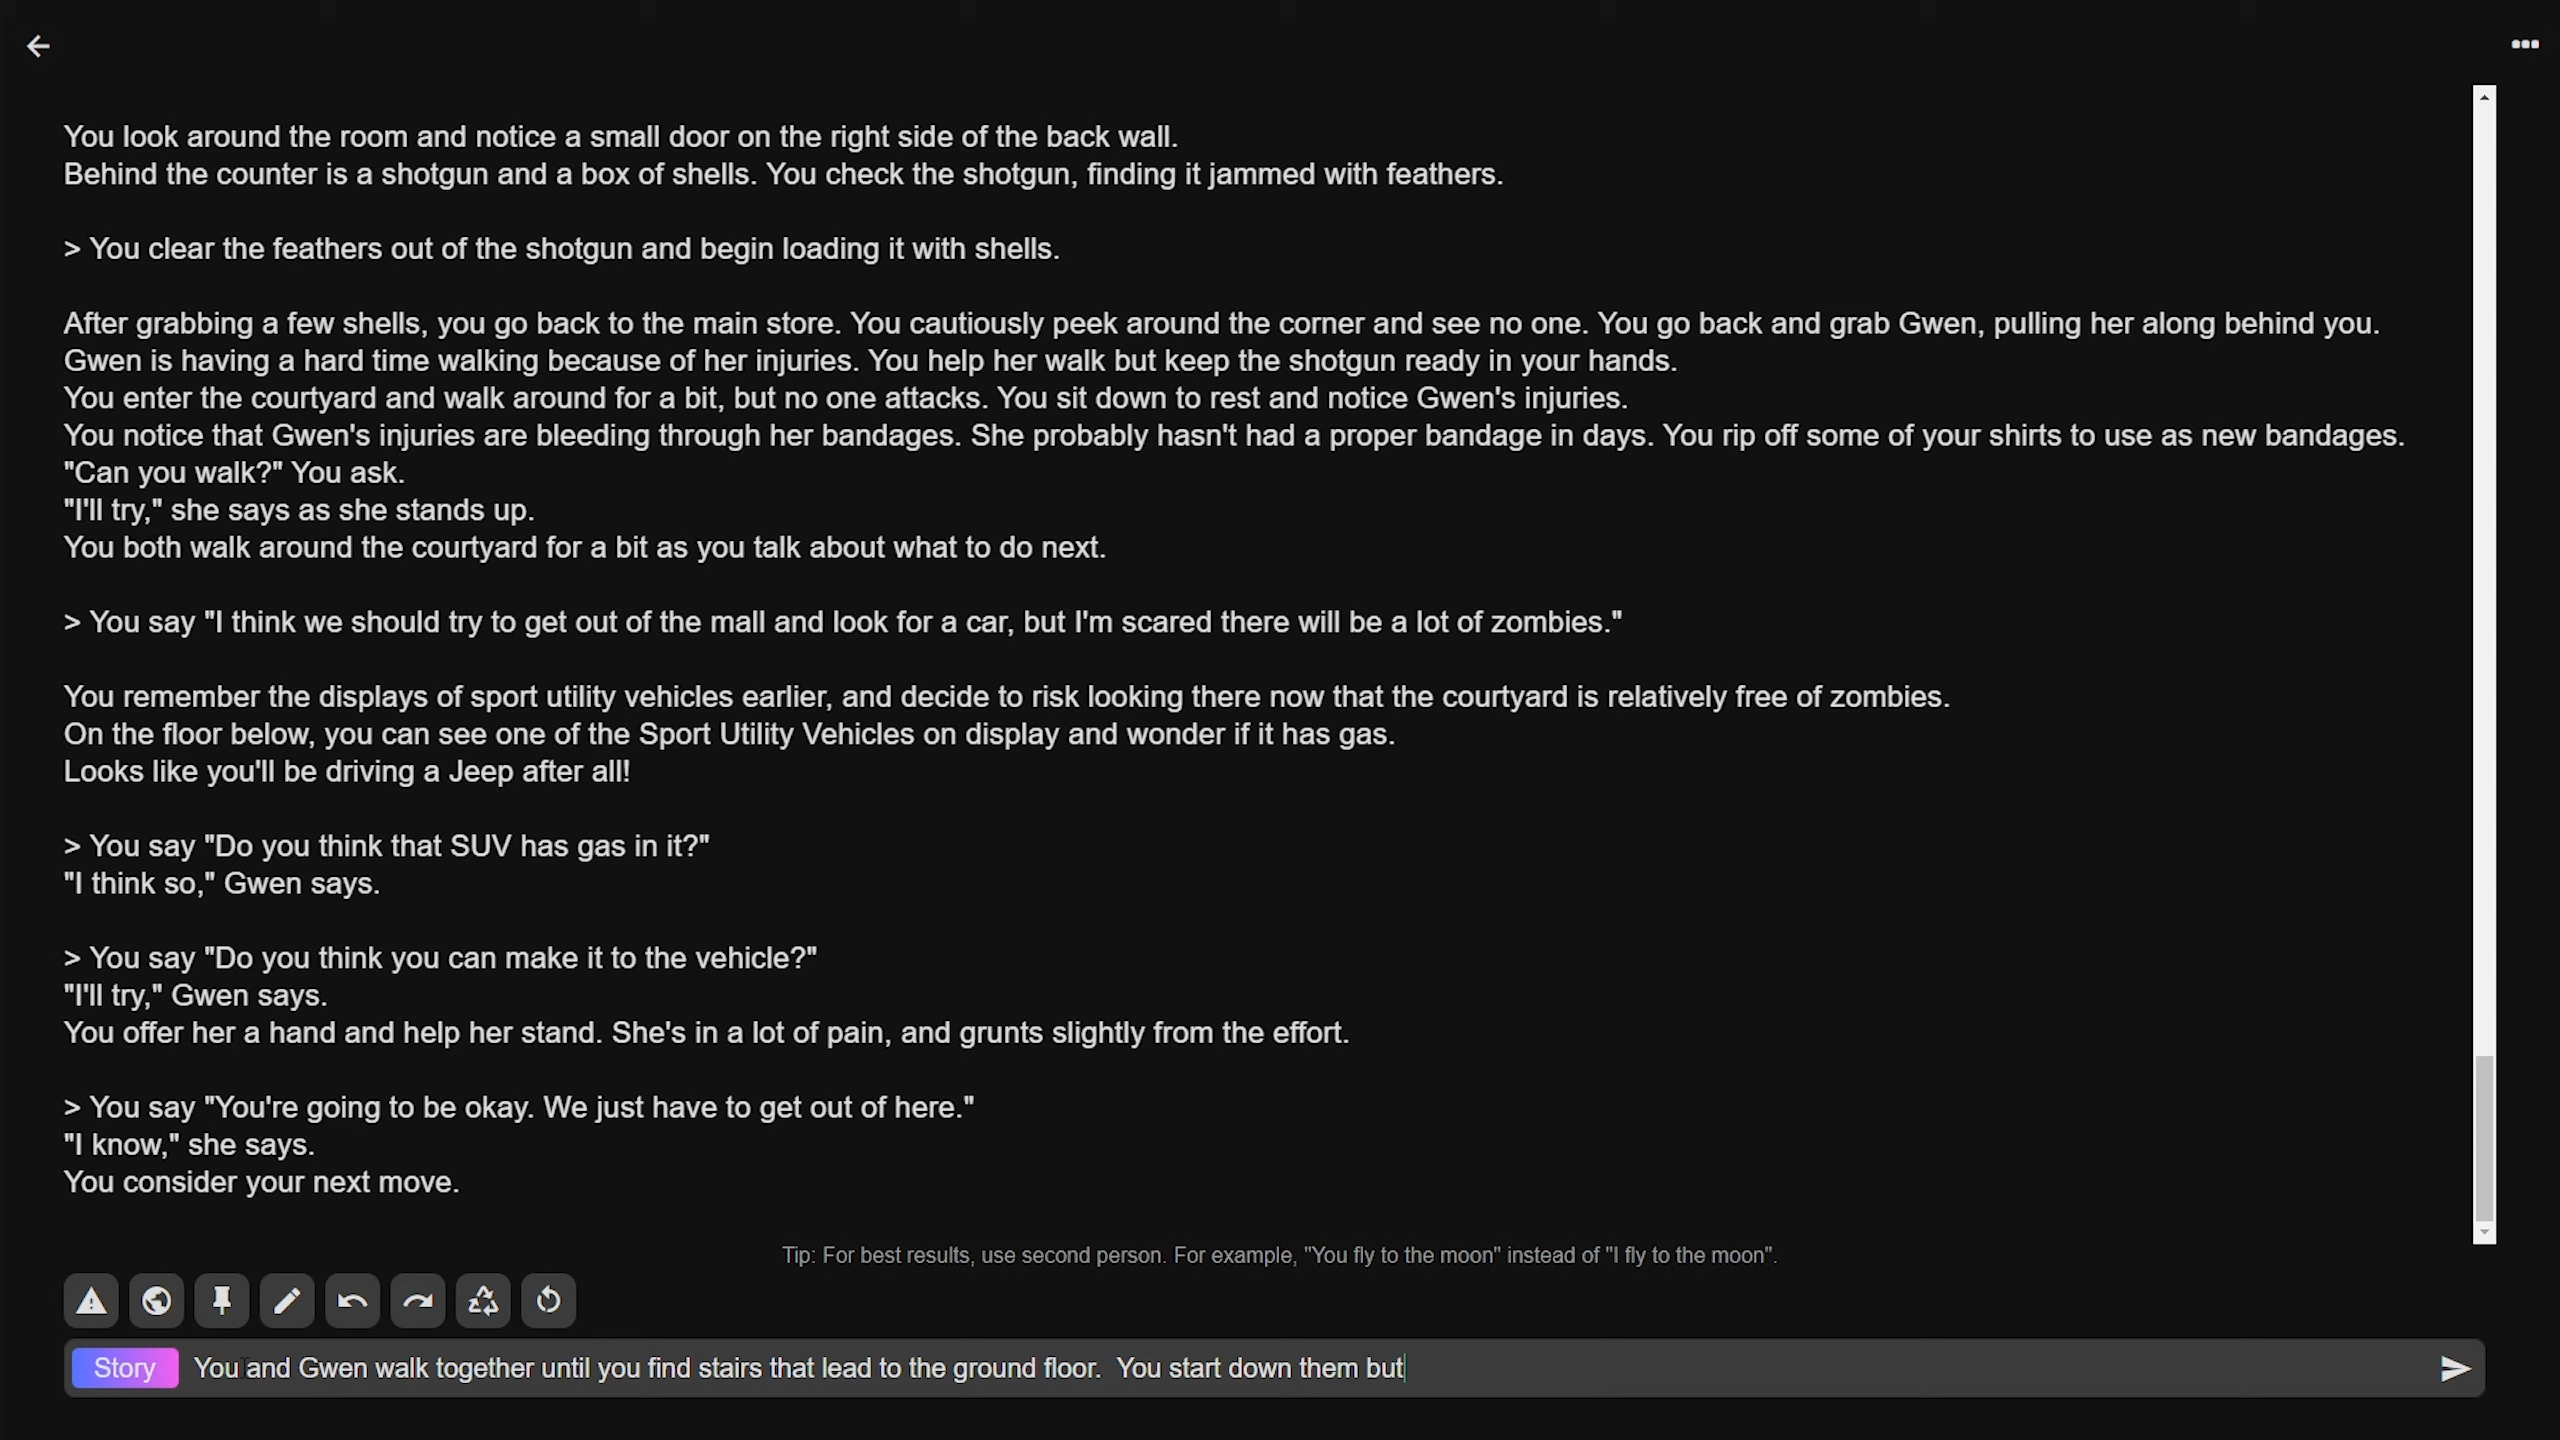 You look around the room and notice a small door on the right side of the back wall.
Behind the counter is a shotgun and a box of shells. You check the shotgun, finding it jammed with feathers.
> You clear the feathers out of the shotgun and begin loading it with shells.
After grabbing a few shells, you go back to the main store. You cautiously peek around the corner and see no one. You go back and grab Gwen, pulling her along behind you.
Gwen is having a hard time walking because of her injuries. You help her walk but keep the shotgun ready in your hands.
You enter the courtyard and walk around for a bit, but no one attacks. You sit down to rest and notice Gwen's injuries.
You notice that Gwen's injuries are bleeding through her bandages. She probably hasn't had a proper bandage in days. You rip off some of your shirts to use as new bandages.
"Can you walk?" You ask.
"I'll try," she says as she stands up.
You both walk around the courtyard for a bit as you talk about what to do next.
> You say "I think we should try to get out of the mall and look for a car, but I'm scared there will be a lot of zombies."
You remember the displays of sport utility vehicles earlier, and decide to risk looking there now that the courtyard is relatively free of zombies.
On the floor below, you can see one of the Sport Utility Vehicles on display and wonder if it has gas.
Looks like you'll be driving a Jeep after all!
> You say "Do you think that SUV has gas in it?"
"I think so," Gwen says.
> You say "Do you think you can make it to the vehicle?"
"I'll try," Gwen says.
You offer her a hand and help her stand. She's in a lot of pain, and grunts slightly from the effort.
> You say "You're going to be okay. We just have to get out of here."
"I know," she says.
You consider your next move.
Tip: For best results, use second person. For example, "You fly to the moon" instead of "I fly to the moon".
Story You and Gwen walk together until you find stairs that lead to the ground floor.  You start down them but